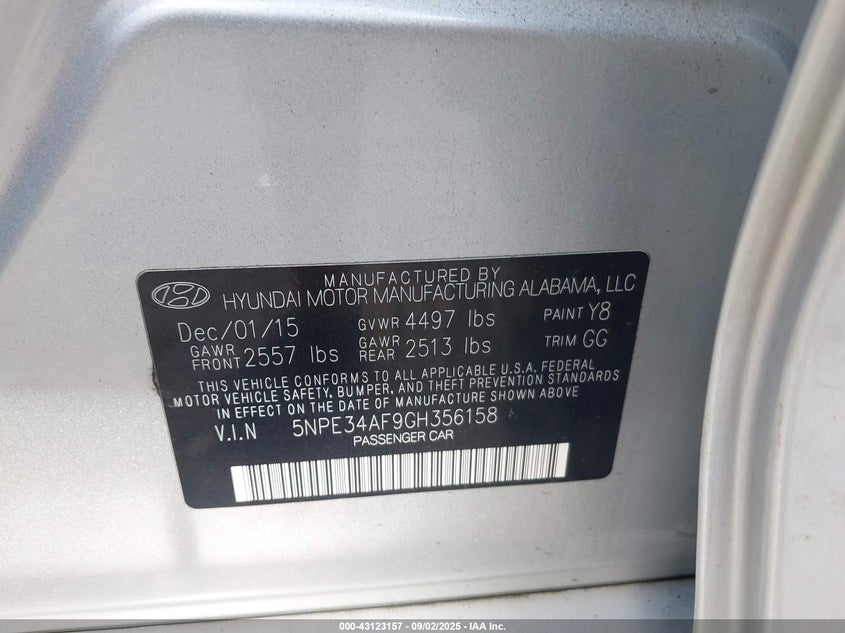 MANUFACTURED BY
HYUNDAI MOTOR MANUFACTURING ALABAMA, LLC
Dec/01/15 GVWR 4497 lbs PAINT Y8
GAWR FRONT 2557 lbs GAWR REAR 2513 lbs TRIM GG
THIS VEHICLE CONFORMS TO ALL APPLICABLE U.S.A. FEDERAL
MOTOR VEHICLE SAFETY, BUMPER, AND THEFT PREVENTION STANDARDS
IN EFFECT ON THE DATE OF MANUFACTURE SHOWN ABOVE
V.I.N 5NPE34AF9GH356158
PASSENGER CAR
000-43123157 - 09/02/2025 - IAA Inc.